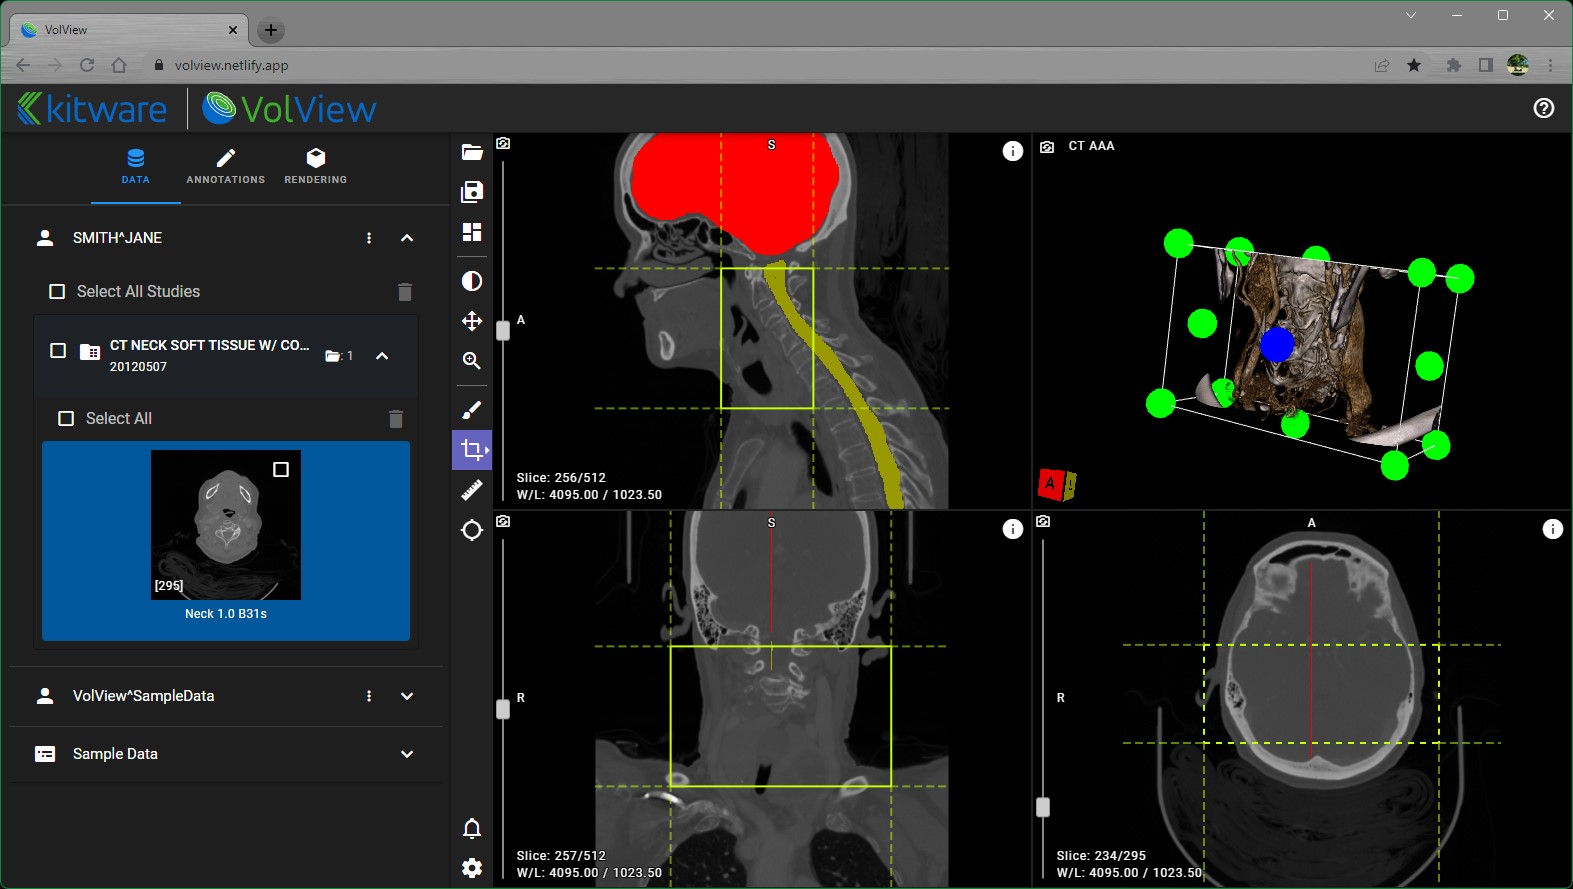 VolView
volview.netlify.app
kitware VolView
DATA
ANNOTATIONS
RENDERING
SMITH^JANE
Select All Studies
CT NECK SOFT TISSUE W/ CO...
20120507
: 1
Select All
[295]
Neck 1.0 B31s
VolView^SampleData
Sample Data
S
A
Slice: 256/512
W/L: 4095.00 / 1023.50
CT AAA
A
S
R
Slice: 257/512
W/L: 4095.00 / 1023.50
A
R
Slice: 234/295
W/L: 4095.00 / 1023.50